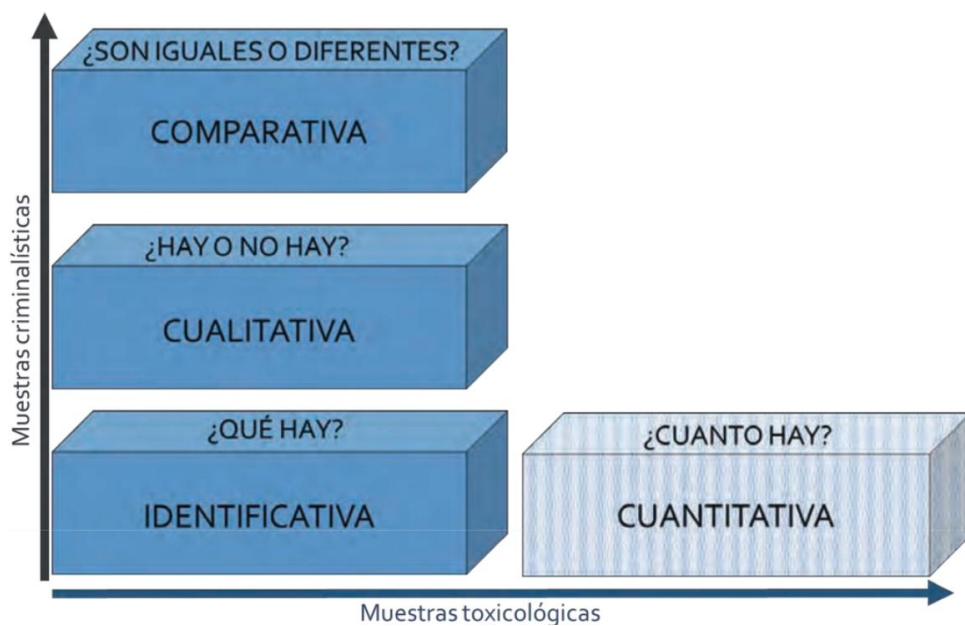 ¿SON IGUALES O DIFERENTES?
COMPARATIVA
¿HAY O NO HAY?
CUALITATIVA
¿QUÉ HAY?
IDENTIFICATIVA
¿CUANTO HAY?
CUANTITATIVA
Muestras criminalísticas
Muestras toxicológicas